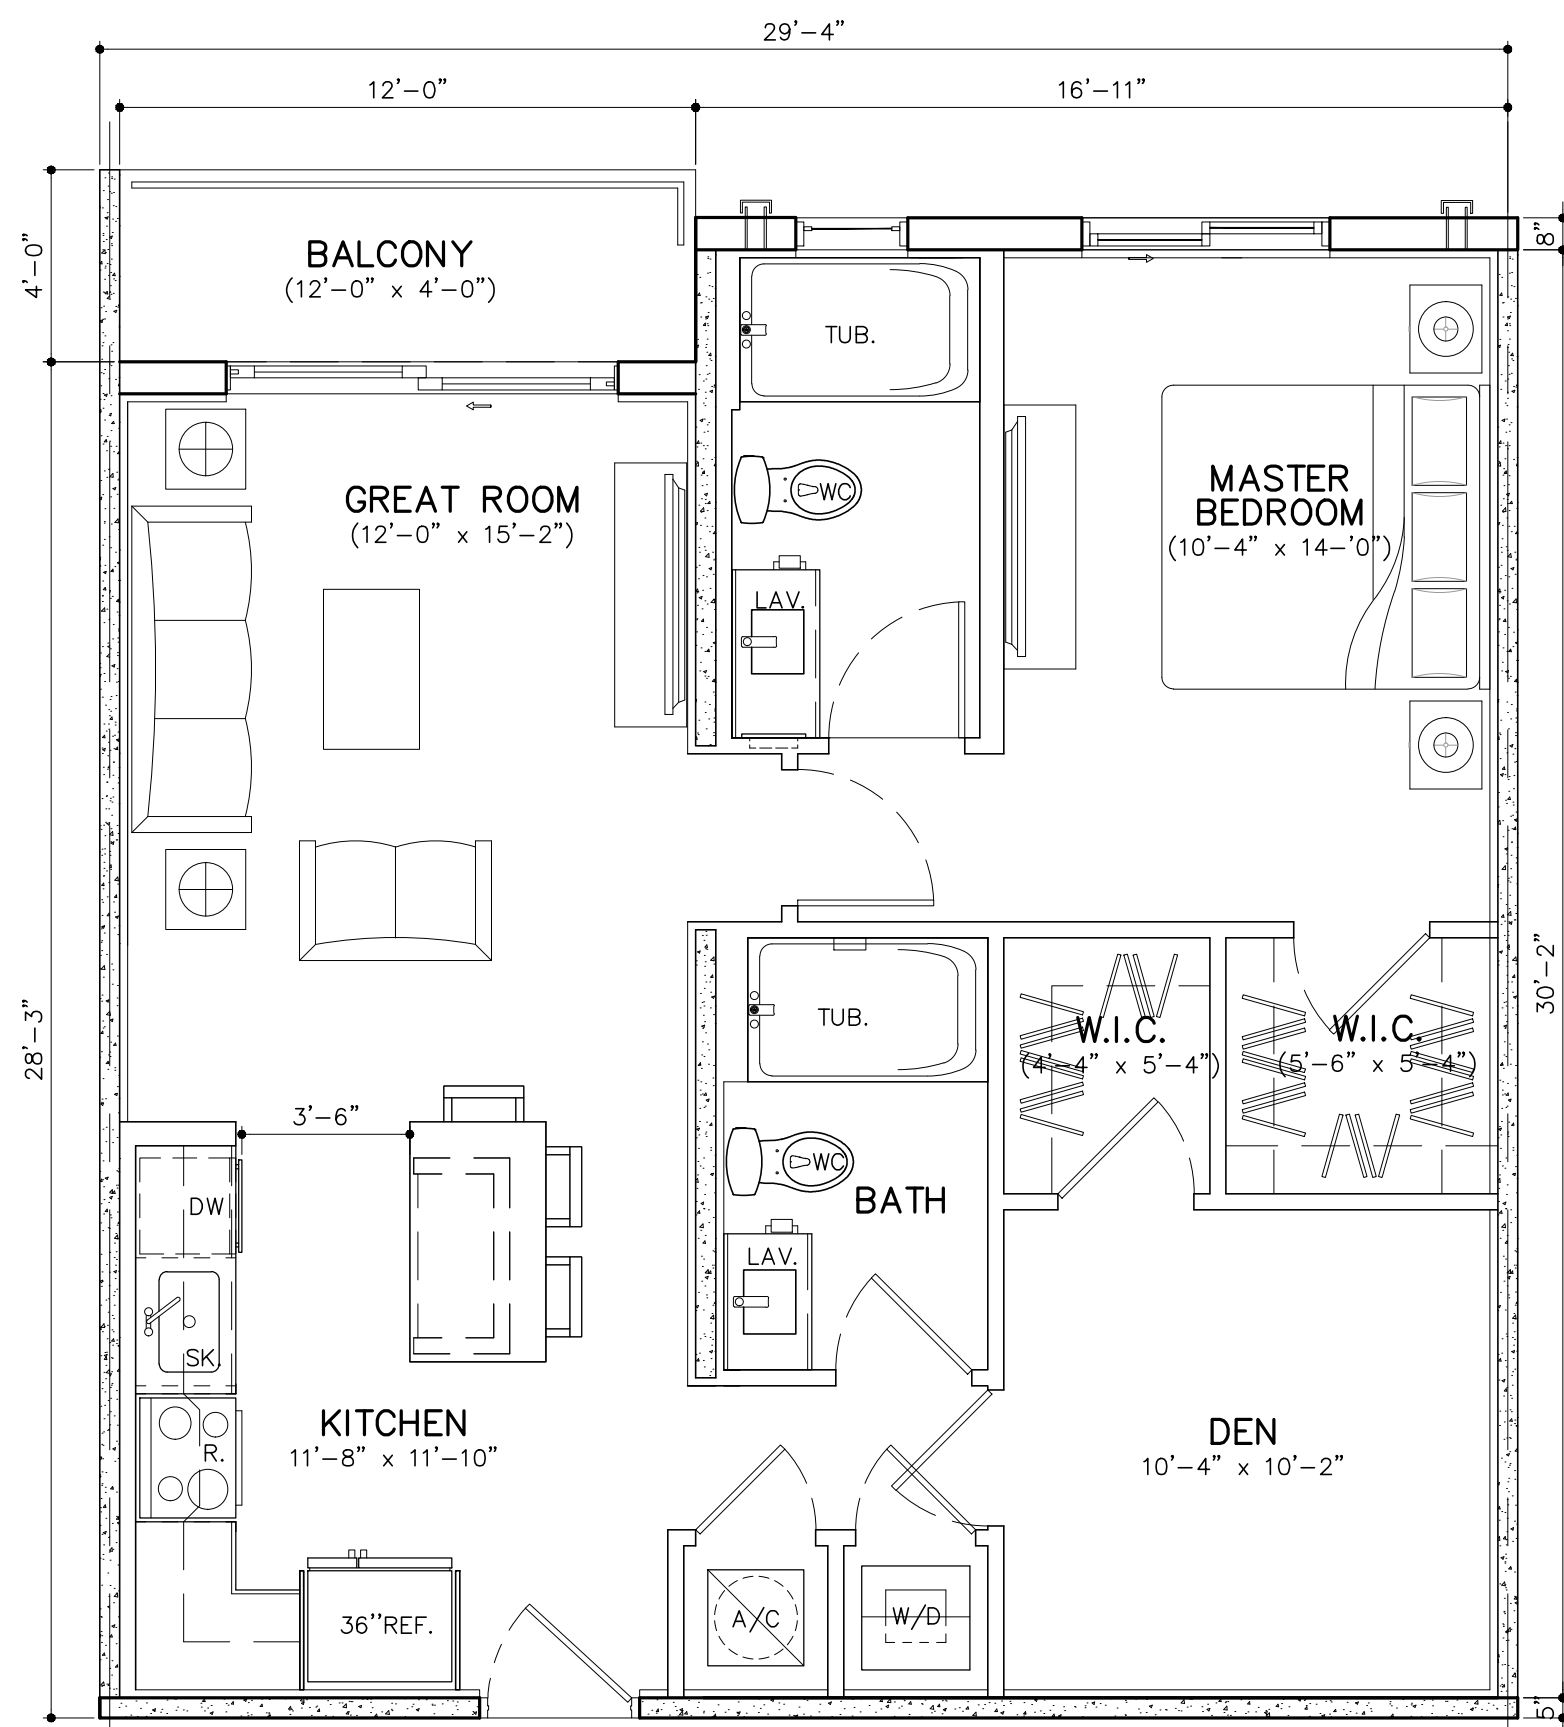 29'-4"
12'-0"
16'-11"
4'-0"
8"
BALCONY
(12'-0" x 4'-0")
TUB.
GREAT ROOM
(12'-0" x 15'-2")
WC
MASTER
BEDROOM
(10'-4" x 14-'0")
LAV.
28'-3"
30'-2"
TUB.
W.I.C.
(4'-4" x 5'-4")
W.I.C.
(5'-6" x 5'-4")
3'-6"
WC
BATH
DW
LAV.
SK.
KITCHEN
11'-8" x 11'-10"
R.
DEN
10'-4" x 10'-2"
36''REF.
A/C
W/D
5"